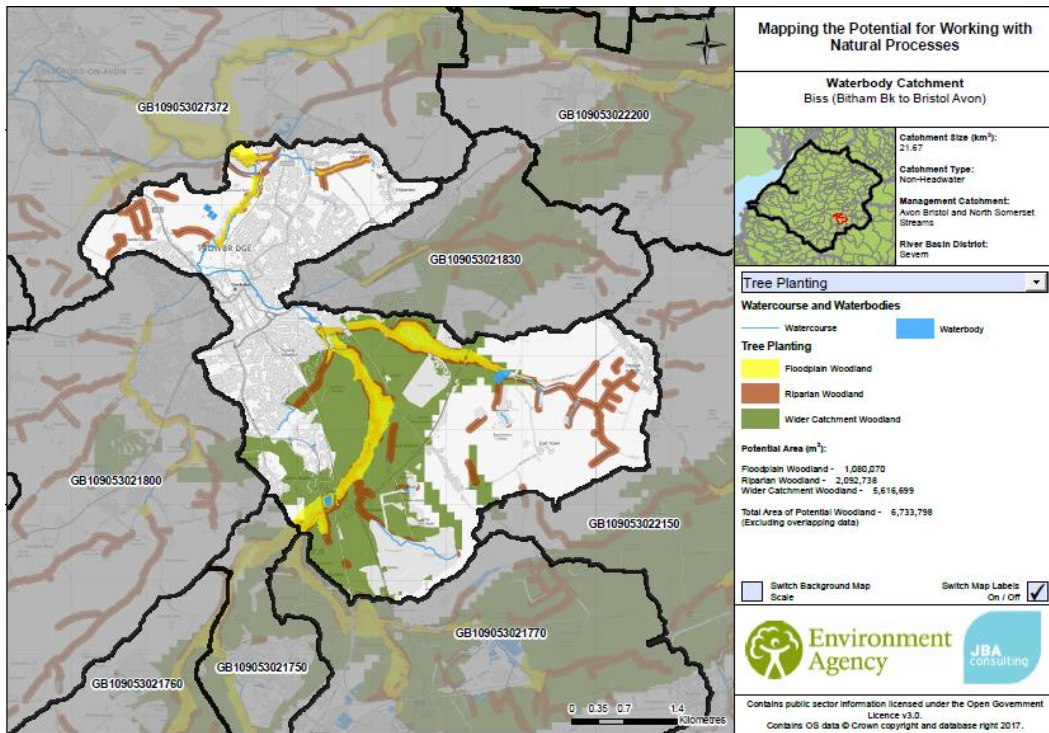 Mapping the Potential for Working with
Natural Processes
Waterbody Catchment
Biss (Bitham Bk to Bristol Avon)
Catchment Size (km²):
21.67
Catchment Type:
Non-Headwater
Management Catchment:
Avon Bristol and North Somerset
Streams
River Basin District:
Severn
Tree Planting
Watercourse and Waterbodies
Watercourse
Waterbody
Tree Planting
Floodplain Woodland
Riparian Woodland
Wider Catchment Woodland
Potential Area (m²):
Floodplain Woodland - 1,080,070
Riparian Woodland - 2,092,738
Wider Catchment Woodland - 5,616,699
Total Area of Potential Woodland - 6,733,798
(Excluding overlapping data)
Switch Background Map
Scale
Switch Map Labels
On / Off
Environment
Agency
JBA
consulting
Contains public sector information licensed under the Open Government
Licence v3.0.
Contains OS data © Crown copyright and database right 2017.
GB109053027372
GB109053022200
GB109053021830
GB109053021800
GB109053022150
GB109053021770
GB109053021750
GB109053021760
0 0.35 0.7 1.4
Kilometres